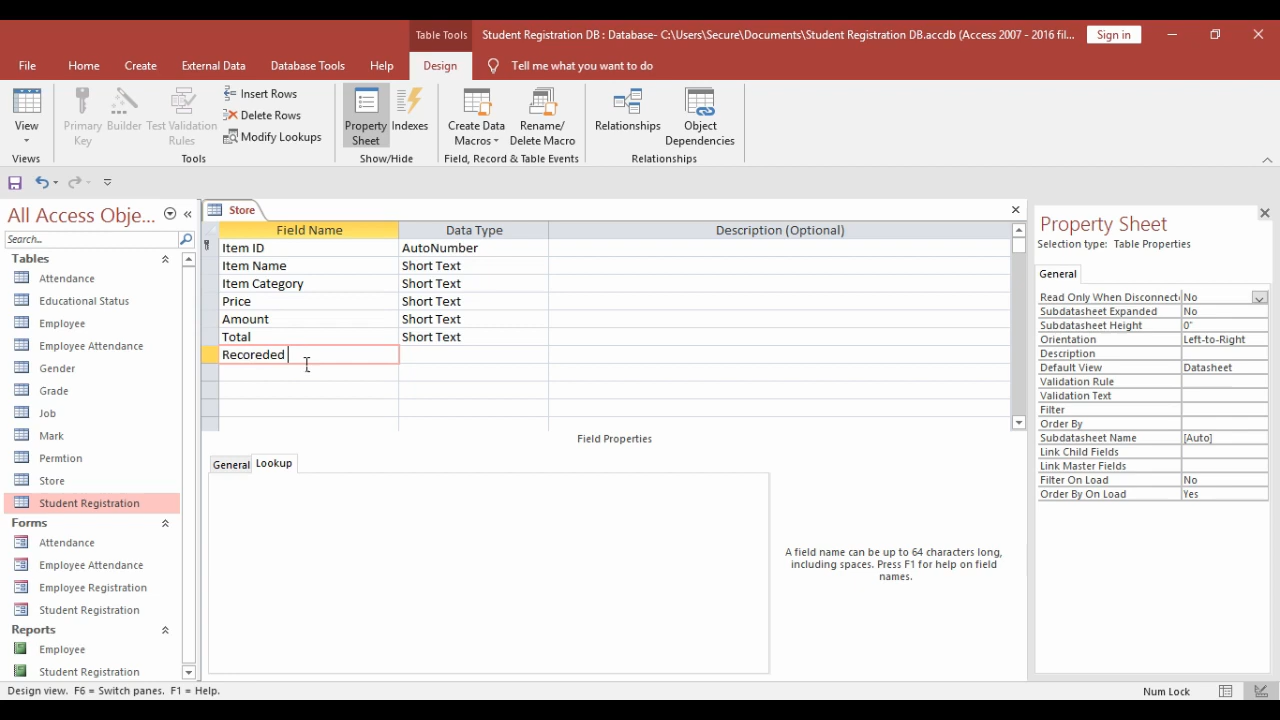 Table Tools
Student Registration DB : Database- C:\Users\Secure\Documents\Student Registration DB.accdb (Access 2007 - 2016 fil...
Sign in
File Home Create External Data Database Tools Help Design Tell me what you want to do
View
Views
Primary Key
Builder
Test Validation Rules
Insert Rows
Delete Rows
Modify Lookups
Tools
Property Sheet
Indexes
Show/Hide
Create Data Macros
Rename/ Delete Macro
Field, Record & Table Events
Relationships
Object Dependencies
Relationships
All Access Obje...
Search...
Tables
Attendance
Educational Status
Employee
Employee Attendance
Gender
Grade
Job
Mark
Permtion
Store
Student Registration
Forms
Attendance
Employee Attendance
Employee Registration
Student Registration
Reports
Employee
Student Registration
Store
Field Name Data Type Description (Optional)
Item ID AutoNumber
Item Name Short Text
Item Category Short Text
Price Short Text
Amount Short Text
Total Short Text
Recoreded
Field Properties
General Lookup
A field name can be up to 64 characters long,
including spaces. Press F1 for help on field
names.
Property Sheet
Selection type: Table Properties
General
Read Only When Disconnect No
Subdatasheet Expanded No
Subdatasheet Height 0"
Orientation Left-to-Right
Description
Default View Datasheet
Validation Rule
Validation Text
Filter
Order By
Subdatasheet Name [Auto]
Link Child Fields
Link Master Fields
Filter On Load No
Order By On Load Yes
Design view. F6 = Switch panes. F1 = Help.
Num Lock